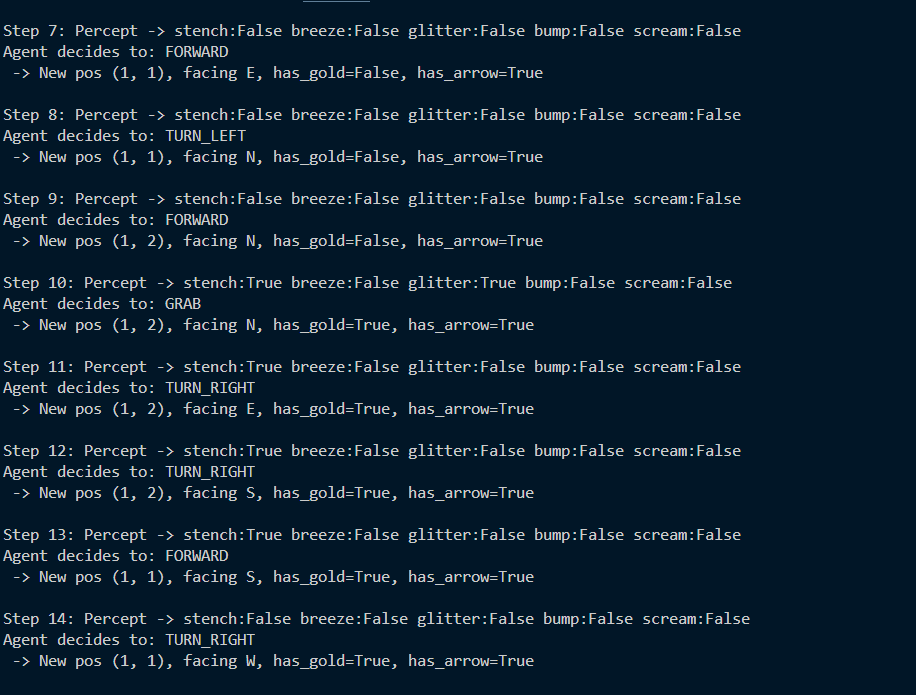 Step 7: Percept -> stench:False breeze:False glitter:False bump:False scream:False
Agent decides to: FORWARD
 -> New pos (1, 1), facing E, has_gold=False, has_arrow=True

Step 8: Percept -> stench:False breeze:False glitter:False bump:False scream:False
Agent decides to: TURN_LEFT
 -> New pos (1, 1), facing N, has_gold=False, has_arrow=True

Step 9: Percept -> stench:False breeze:False glitter:False bump:False scream:False
Agent decides to: FORWARD
 -> New pos (1, 2), facing N, has_gold=False, has_arrow=True

Step 10: Percept -> stench:True breeze:False glitter:True bump:False scream:False
Agent decides to: GRAB
 -> New pos (1, 2), facing N, has_gold=True, has_arrow=True

Step 11: Percept -> stench:True breeze:False glitter:False bump:False scream:False
Agent decides to: TURN_RIGHT
 -> New pos (1, 2), facing E, has_gold=True, has_arrow=True

Step 12: Percept -> stench:True breeze:False glitter:False bump:False scream:False
Agent decides to: TURN_RIGHT
 -> New pos (1, 2), facing S, has_gold=True, has_arrow=True

Step 13: Percept -> stench:True breeze:False glitter:False bump:False scream:False
Agent decides to: FORWARD
 -> New pos (1, 1), facing S, has_gold=True, has_arrow=True

Step 14: Percept -> stench:False breeze:False glitter:False bump:False scream:False
Agent decides to: TURN_RIGHT
 -> New pos (1, 1), facing W, has_gold=True, has_arrow=True